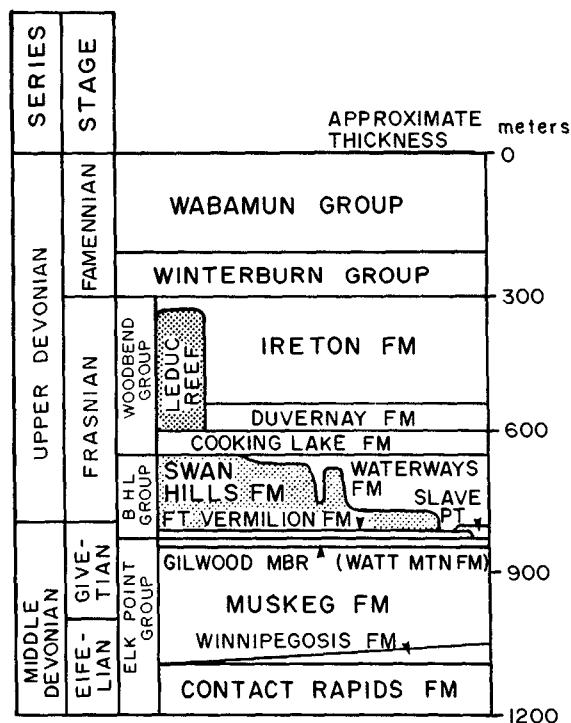 SERIES
STAGE
APPROXIMATE
THICKNESS
meters
0
UPPER DEVONIAN
FAMENNIAN
WABAMUN GROUP
WINTERBURN GROUP
300
FRASNIAN
WOODBEND
GROUP
LEDUC
REEF
IRETON FM
DUVERNAY FM
600
COOKING LAKE FM
BHL
GROUP
SWAN
HILLS FM
WATERWAYS
FM
SLAVE
PT
FT VERMILION FM
MIDDLE
DEVONIAN
GIVE-
TIAN
EIFE-
LIAN
ELK POINT
GROUP
GILWOOD MBR (WATT MTN FM)
900
MUSKEG FM
WINNIPEGOSIS FM
CONTACT RAPIDS FM
1200